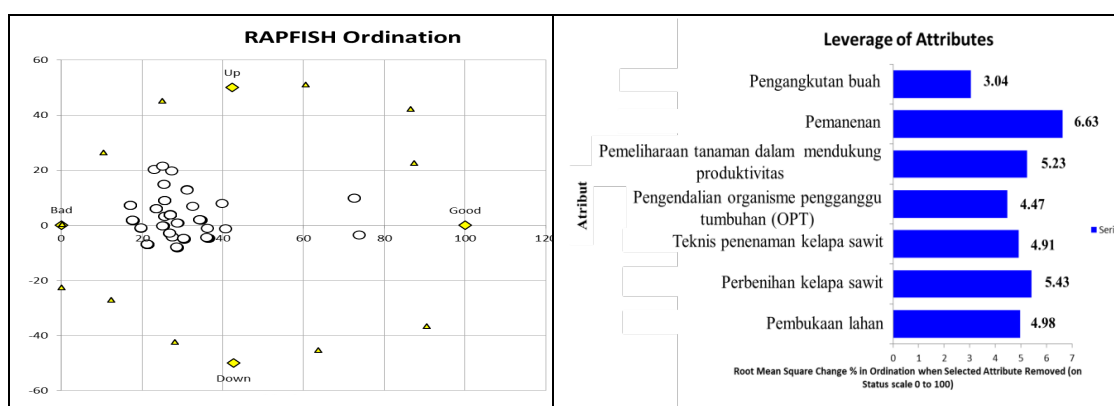 RAPFISH Ordination
60
Up
40
20
Bad
Good
0
0
20
40
60
80
100
120
-20
-40
Down
-60
Leverage of Attributes
Pengangkutan buah
3.04
Pemanenan
6.63
Pemeliharaan tanaman dalam mendukung
produktivitas
5.23
Pengendalian organisme pengganggu
tumbuhan (OPT)
4.47
Teknis penenaman kelapa sawit
4.91
Perbenihan kelapa sawit
5.43
Pembukaan lahan
4.98
Atribut
Seri
0 1 2 3 4 5 6 7
Root Mean Square Change % in Ordination when Selected Attribute Removed (on
Status scale 0 to 100)